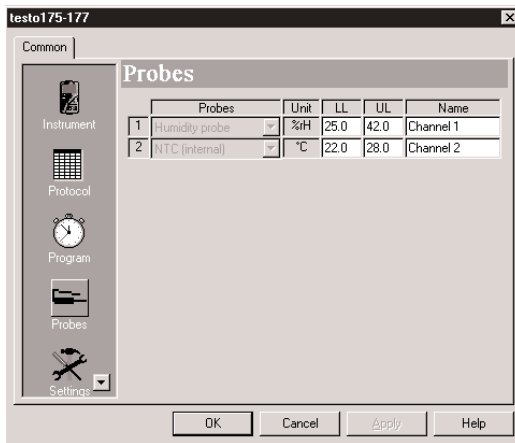 testo175-177
Common
Probes
Instrument
Protocol
Program
Probes
Settings
Probes Unit LL UL Name
1 Humidity probe %rH 25.0 42.0 Channel 1
2 NTC (internal) °C 22.0 28.0 Channel 2
OK Cancel Apply Help